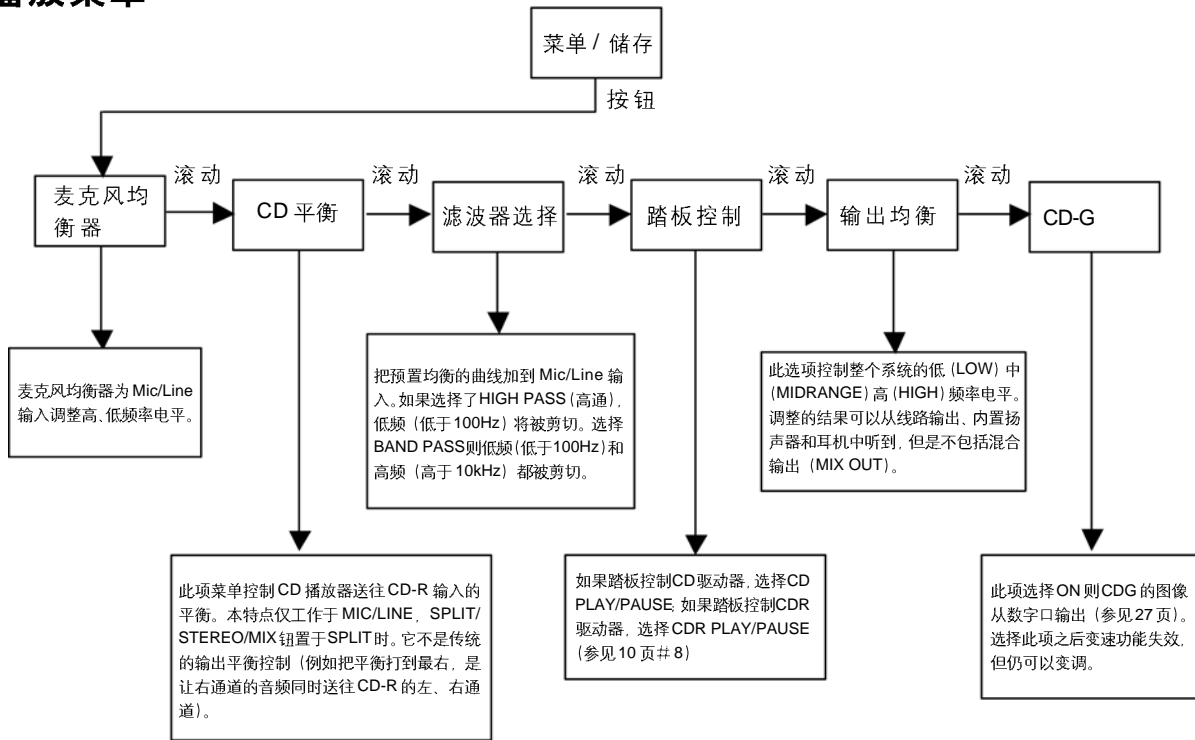 播放菜单
菜单 / 储存
按钮
麦克风均
衡器
滚动
CD 平衡
滚动
滤波器选择
滚动
踏板控制
滚动
输出均衡
滚动
CD-G
麦克风均衡器为 Mic/Line
输入调整高、低频率电平。
把预置均衡的曲线加到 Mic/Line 输
入。如果选择了HIGH PASS (高通),
低频 (低于100Hz) 将被剪切。选择
BAND PASS则低频(低于100Hz)和
高频 (高于10kHz) 都被剪切。
此选项控制整个系统的低 (LOW) 中
(MIDRANGE) 高 (HIGH) 频率电平。
调整的结果可以从线路输出、内置扬
声器和耳机中听到, 但是不包括混合
输出 (MIX OUT)。
此项菜单控制 CD 播放器送往 CD-R 输入的
平衡。本特点仅工作于 MIC/LINE, SPLIT/
STEREO/MIX 钮置于SPLIT时。它不是传统
的输出平衡控制 (例如把平衡打到最右, 是
让右通道的音频同时送往CD-R 的左、右通
道)。
如果踏板控制CD驱动器, 选择CD
PLAY/PAUSE; 如果踏板控制CDR
驱动器, 选择CDR PLAY/PAUSE
(参见10 页# 8)
此项选择ON 则CDG 的图像
从数字口输出 (参见27 页)。
选择此项之后变速功能失效,
但仍可以变调。